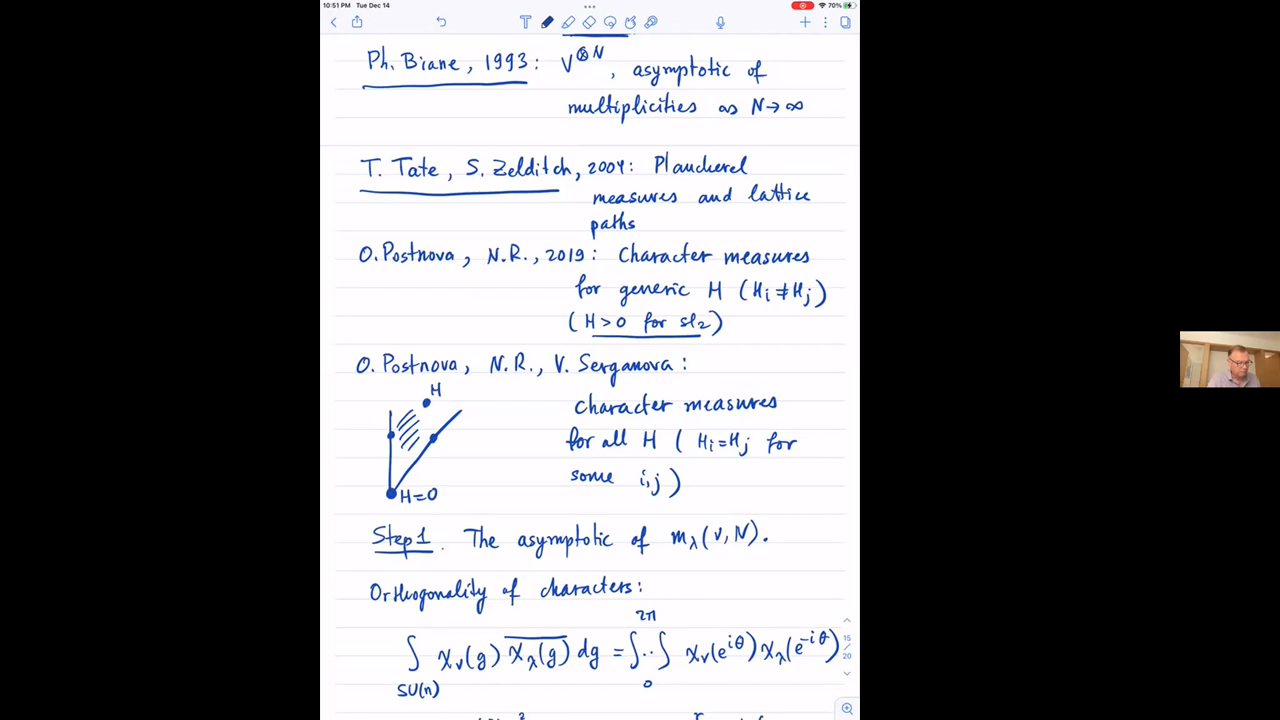 10:51 PM Tue Dec 14
70%
Ph. Biane, 1993: V^{⊗N}, asymptotic of
multiplicities as N→∞
T. Tate, S. Zelditch, 2004: Plancherel
measures and lattice
paths
O. Postnova, N.R., 2019: Character measures
for generic H (H_i ≠ H_j)
(H>0 for sl_2)
O. Postnova, N.R., V. Serganova:
H
Character measures
for all H ( H_i=H_j for
some i,j)
H=0
Step 1. The asymptotic of m_λ(V,N).
Orthogonality of characters:
2π
∫ χ_ν(g) \overline{χ_λ(g)} dg = ∫··∫ χ_ν(e^{iθ}) χ_λ(e^{-iθ})
SU(n)
0
15
20